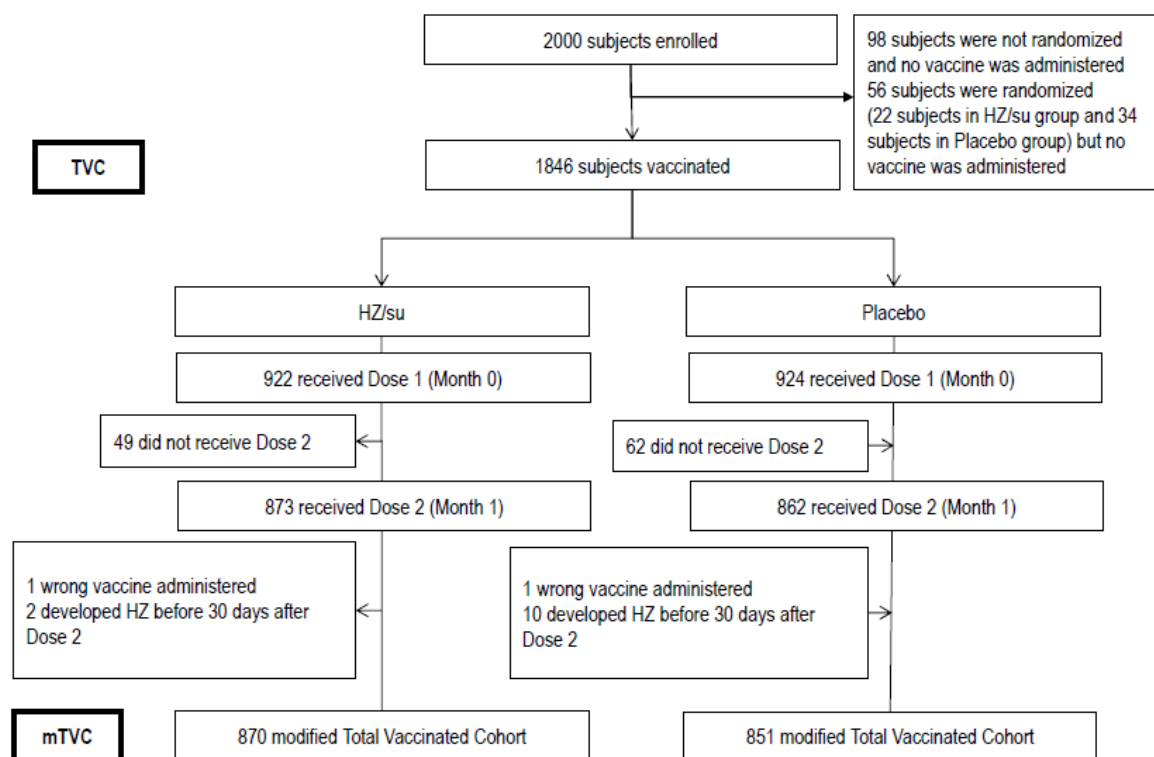 2000 subjects enrolled
98 subjects were not randomized
and no vaccine was administered
56 subjects were randomized
(22 subjects in HZ/su group and 34
subjects in Placebo group) but no
vaccine was administered
TVC
1846 subjects vaccinated
HZ/su
Placebo
922 received Dose 1 (Month 0)
924 received Dose 1 (Month 0)
49 did not receive Dose 2
62 did not receive Dose 2
873 received Dose 2 (Month 1)
862 received Dose 2 (Month 1)
1 wrong vaccine administered
2 developed HZ before 30 days after
Dose 2
1 wrong vaccine administered
10 developed HZ before 30 days after
Dose 2
mTVC
870 modified Total Vaccinated Cohort
851 modified Total Vaccinated Cohort